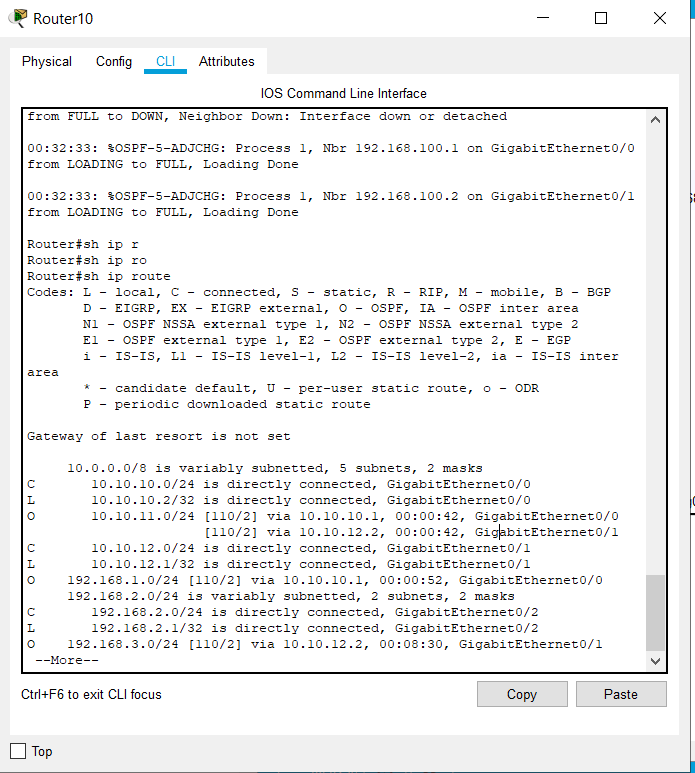 Router10
Physical Config CLI Attributes
IOS Command Line Interface
from FULL to DOWN, Neighbor Down: Interface down or detached
00:32:33: %OSPF-5-ADJCHG: Process 1, Nbr 192.168.100.1 on GigabitEthernet0/0
from LOADING to FULL, Loading Done
00:32:33: %OSPF-5-ADJCHG: Process 1, Nbr 192.168.100.2 on GigabitEthernet0/1
from LOADING to FULL, Loading Done
Router#sh ip r
Router#sh ip ro
Router#sh ip route
Codes: L - local, C - connected, S - static, R - RIP, M - mobile, B - BGP
D - EIGRP, EX - EIGRP external, O - OSPF, IA - OSPF inter area
N1 - OSPF NSSA external type 1, N2 - OSPF NSSA external type 2
E1 - OSPF external type 1, E2 - OSPF external type 2, E - EGP
i - IS-IS, L1 - IS-IS level-1, L2 - IS-IS level-2, ia - IS-IS inter
area
* - candidate default, U - per-user static route, o - ODR
P - periodic downloaded static route
Gateway of last resort is not set
10.0.0.0/8 is variably subnetted, 5 subnets, 2 masks
C 10.10.10.0/24 is directly connected, GigabitEthernet0/0
L 10.10.10.2/32 is directly connected, GigabitEthernet0/0
O 10.10.11.0/24 [110/2] via 10.10.10.1, 00:00:42, GigabitEthernet0/0
[110/2] via 10.10.12.2, 00:00:42, GigabitEthernet0/1
C 10.10.12.0/24 is directly connected, GigabitEthernet0/1
L 10.10.12.1/32 is directly connected, GigabitEthernet0/1
O 192.168.1.0/24 [110/2] via 10.10.10.1, 00:00:52, GigabitEthernet0/0
192.168.2.0/24 is variably subnetted, 2 subnets, 2 masks
C 192.168.2.0/24 is directly connected, GigabitEthernet0/2
L 192.168.2.1/32 is directly connected, GigabitEthernet0/2
O 192.168.3.0/24 [110/2] via 10.10.12.2, 00:08:30, GigabitEthernet0/1
--More--
Ctrl+F6 to exit CLI focus
Copy Paste
Top